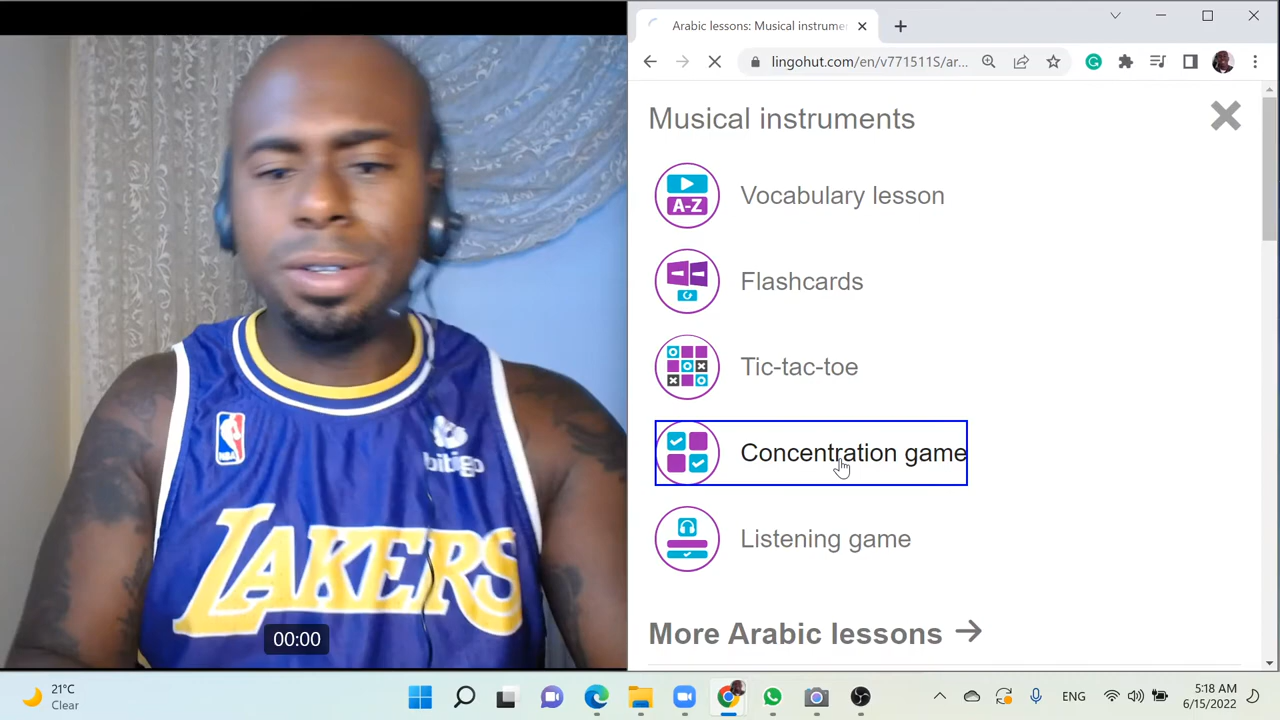 Arabic lessons: Musical instrumen
lingohut.com/en/v771511S/ar...
Musical instruments
A-Z
Vocabulary lesson
Flashcards
Tic-tac-toe
Concentration game
Listening game
More Arabic lessons
NBA
bibigo
LAKERS
00:00
21°C
Clear
ENG
5:18 AM
6/15/2022